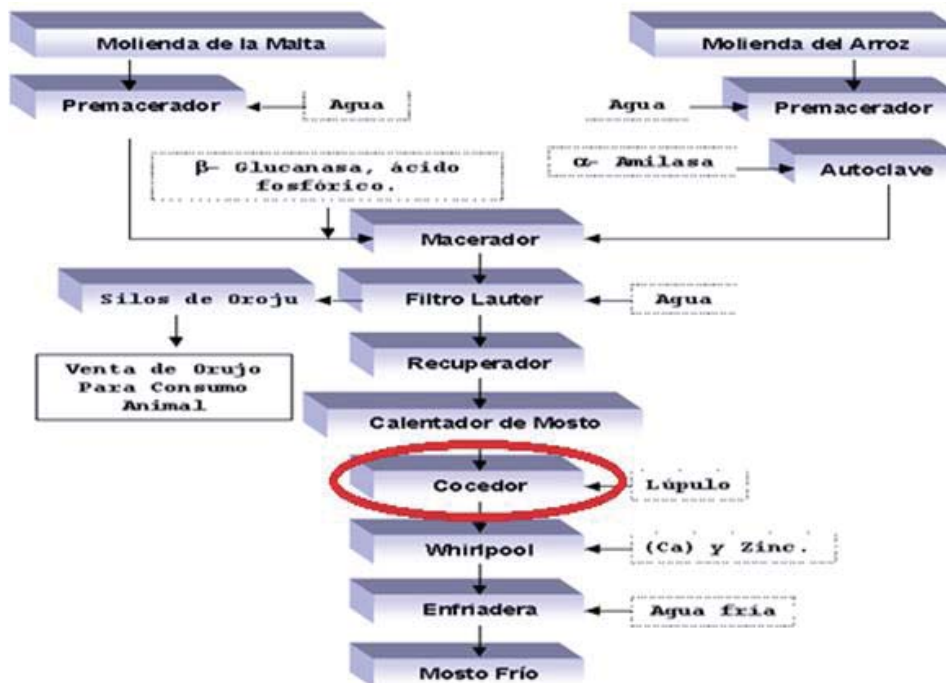 Molienda de la Malta
Molienda del Arroz
Premacerador
Agua
Agua
Premacerador
β- Glucanasa, ácido
fosfórico.
α- Amilasa
Autoclave
Macerador
Silos de Oroju
Filtro Lauter
Agua
Venta de Orujo
Para Consumo
Animal
Recuperador
Calentador de Mosto
Cocedor
Lúpulo
Whirlpool
(Ca) y Zinc.
Enfriadera
Agua fría
Mosto Frío